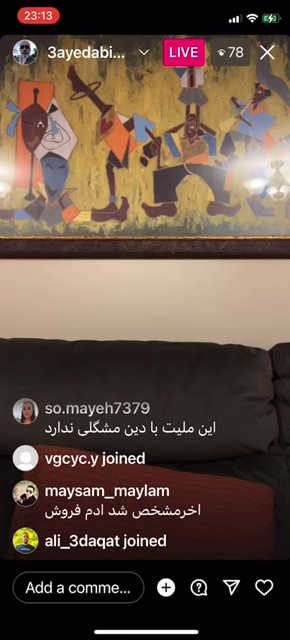 23:13
3ayedabi...
LIVE
78
so.mayeh7379
این ملیت با دین مشگلی ندارد
vgcyc.y joined
maysam_maylam
اخرمشخص شد ادم فروش
ali_3daqat joined
Add a comme...